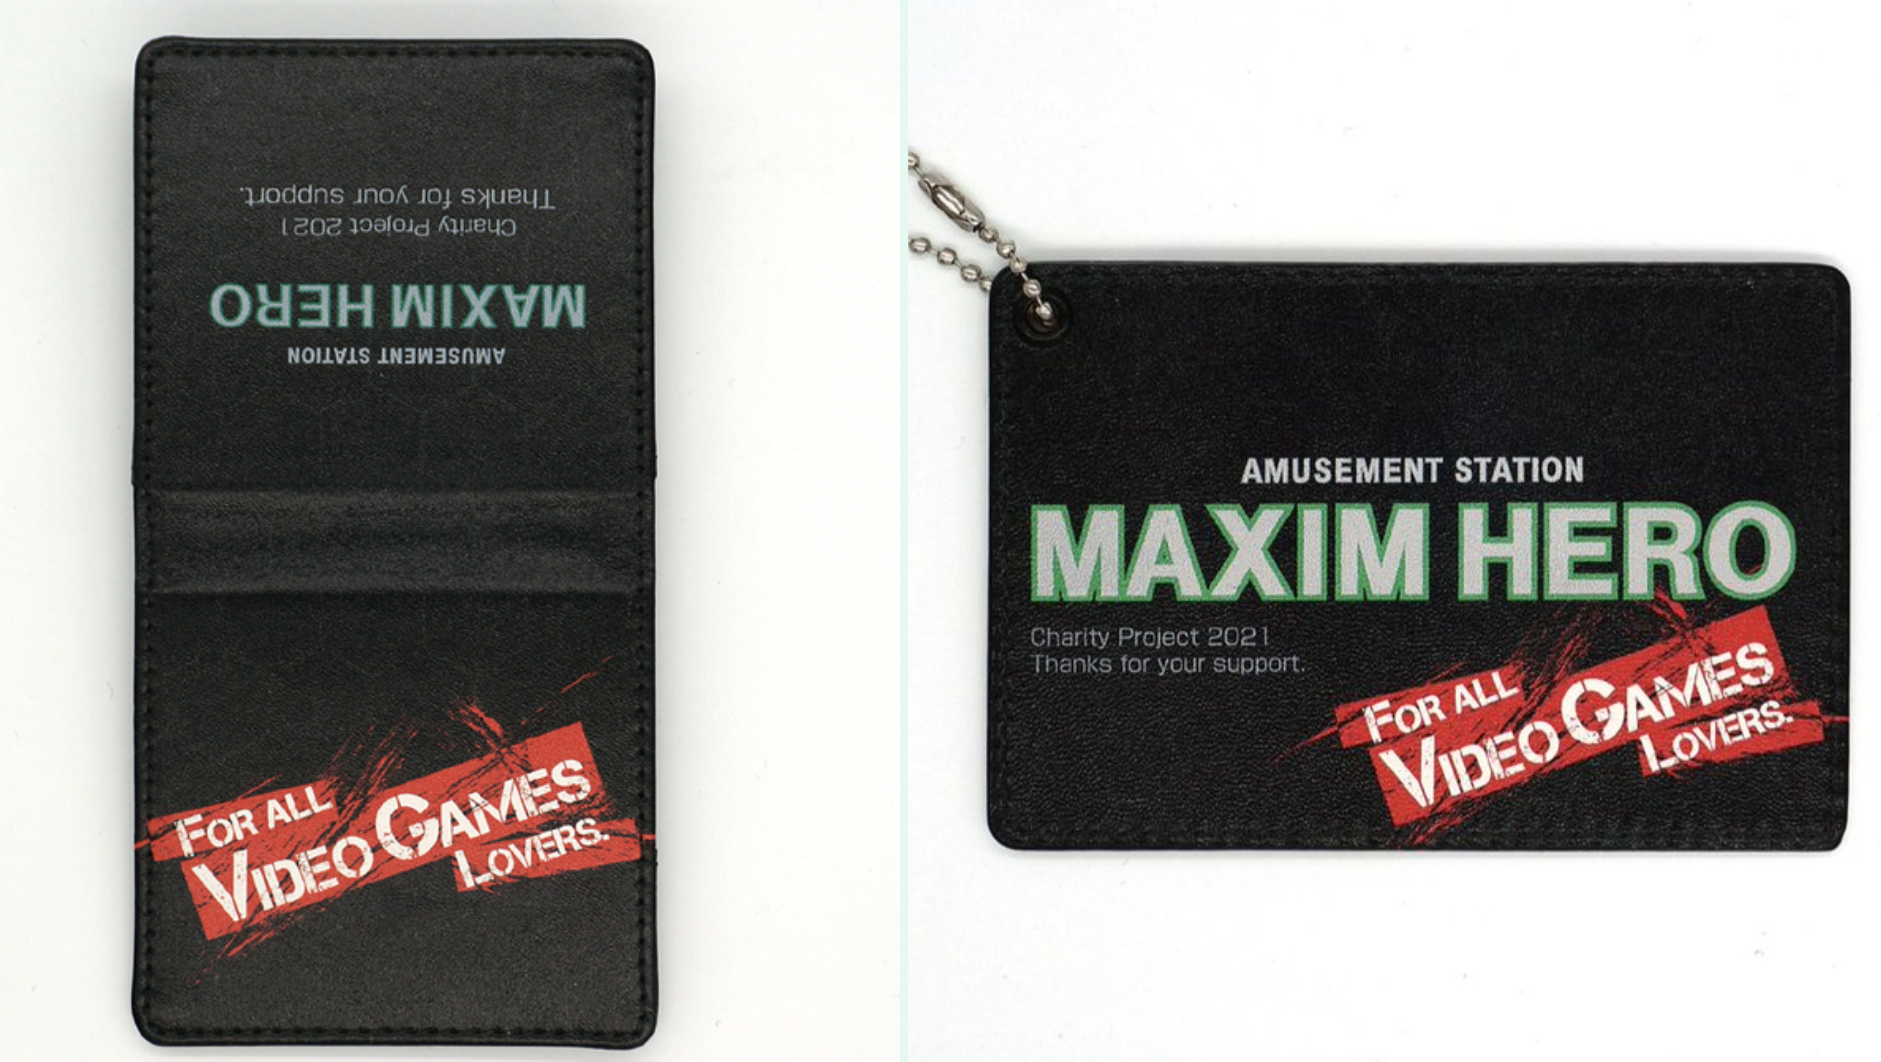 Thanks for your support.
Charity Project 2021
MAXIM HERO
AMUSEMENT STATION
FOR ALL
VIDEO GAMES
LOVERS.
AMUSEMENT STATION
MAXIM HERO
Charity Project 2021
Thanks for your support.
FOR ALL
VIDEO GAMES
LOVERS.